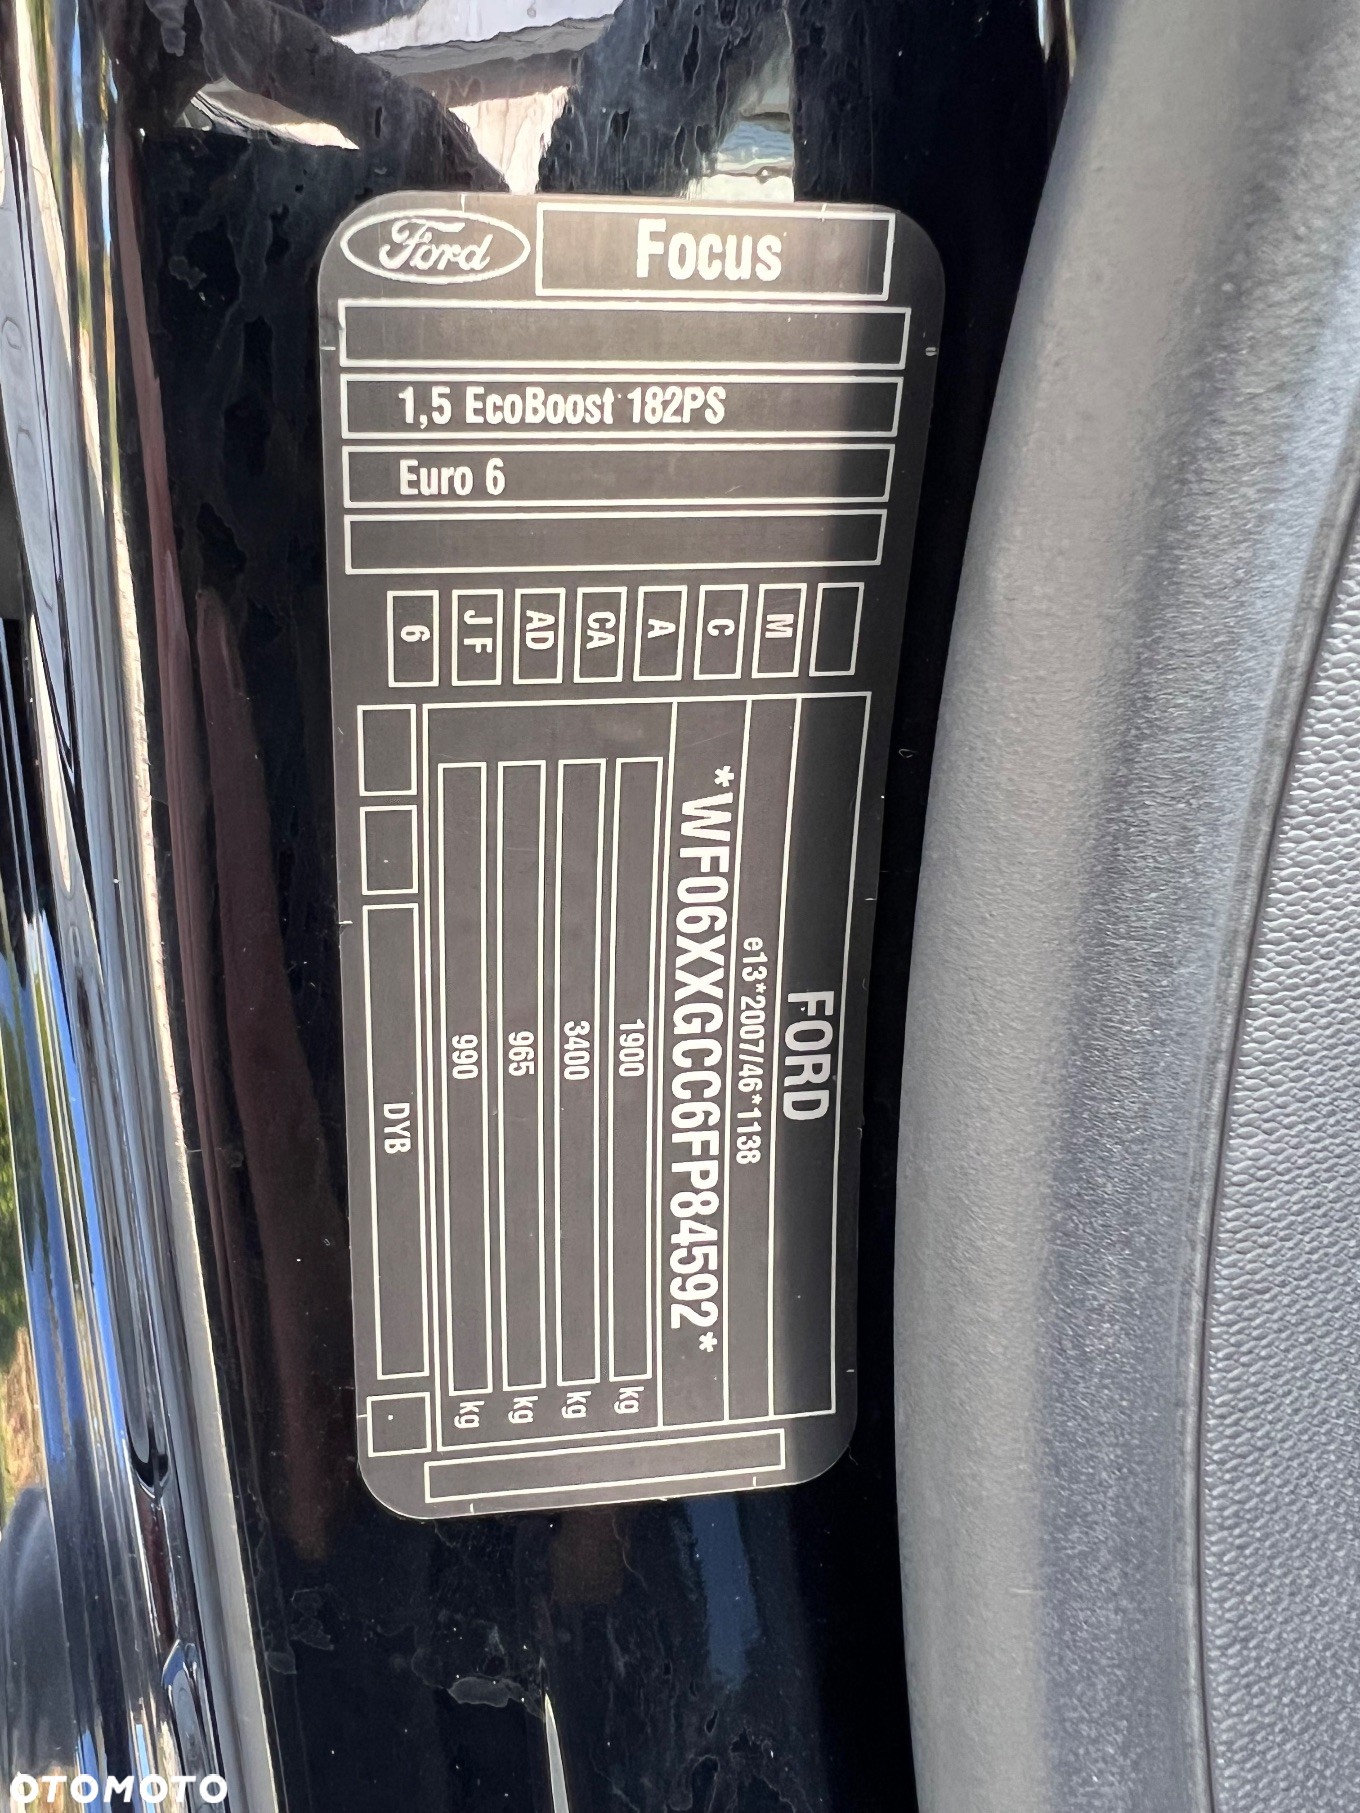 Ford
Focus
1,5 EcoBoost 182PS
Euro 6
6
JF
AD
CA
A
C
M
FORD
e13*2007/46*1138
*WF06XXGCC6FP84592*
1900 kg
3400 kg
965 kg
990 kg
DYB
OTOMOTO